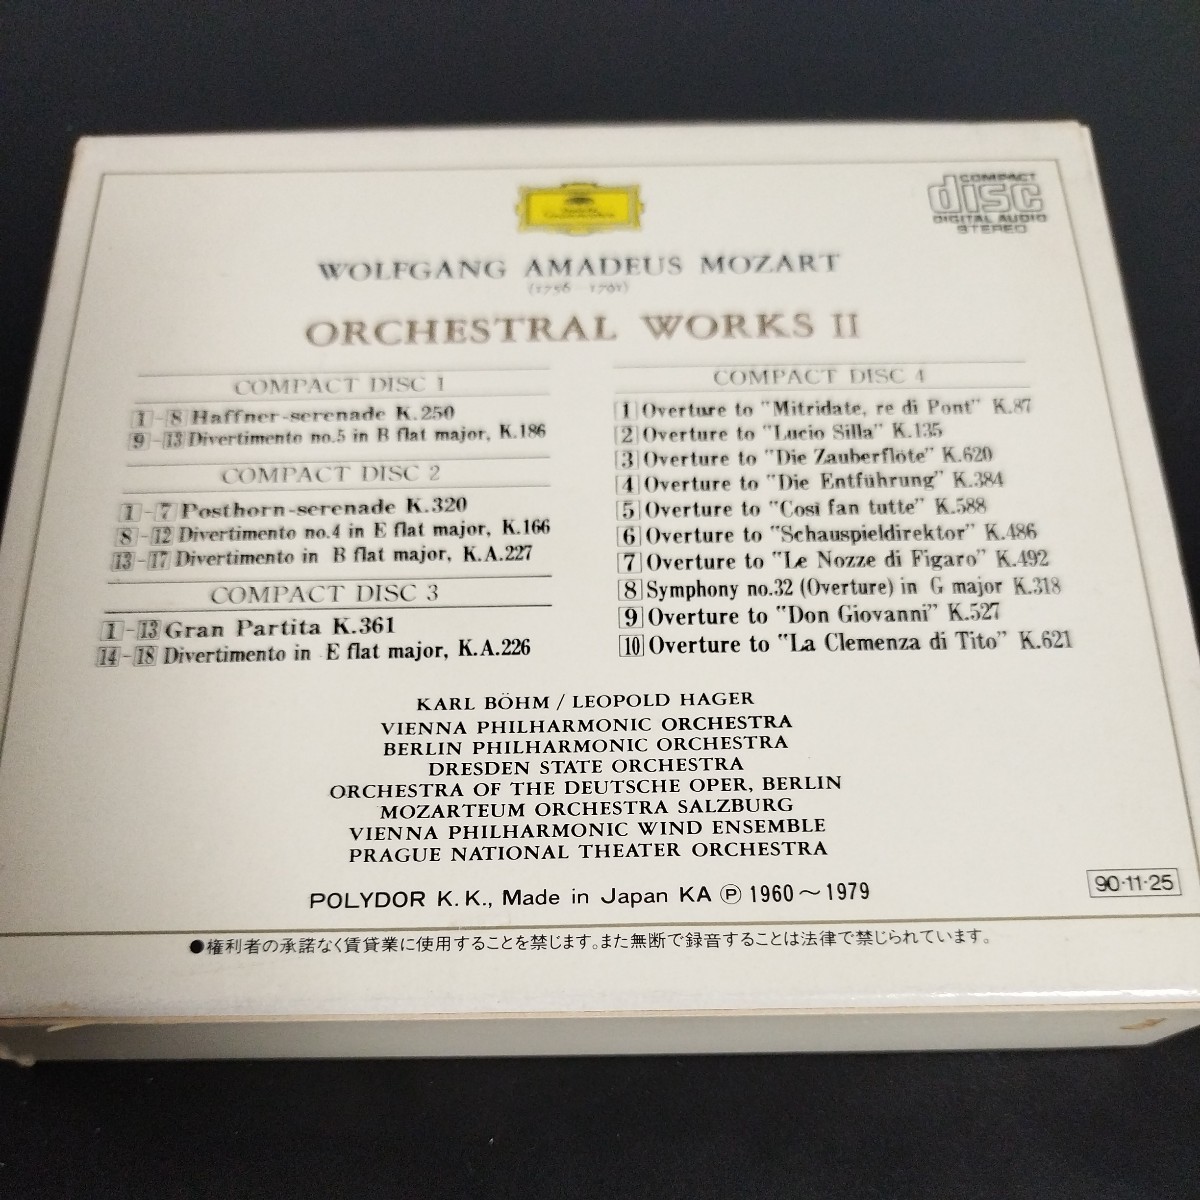 COMPACT
disc
DIGITAL AUDIO
STEREO
WOLFGANG AMADEUS MOZART
(1756-1791)
ORCHESTRAL WORKS II
COMPACT DISC 1
1-8 Haffner-serenade K.250
9-13 Divertimento no.5 in B flat major, K.186
COMPACT DISC 2
1-7 Posthorn-serenade K.320
8-12 Divertimento no.4 in E flat major, K.166
13-17 Divertimento in B flat major, K.A.227
COMPACT DISC 3
1-13 Gran Partita K.361
14-18 Divertimento in E flat major, K.A.226
COMPACT DISC 4
1 Overture to "Mitridate, re di Pont" K.87
2 Overture to "Lucio Silla" K.135
3 Overture to "Die Zauberflöte" K.620
4 Overture to "Die Entführung" K.384
5 Overture to "Così fan tutte" K.588
6 Overture to "Schauspieldirektor" K.486
7 Overture to "Le Nozze di Figaro" K.492
8 Symphony no.32 (Overture) in G major K.318
9 Overture to "Don Giovanni" K.527
10 Overture to "La Clemenza di Tito" K.621
KARL BÖHM / LEOPOLD HAGER
VIENNA PHILHARMONIC ORCHESTRA
BERLIN PHILHARMONIC ORCHESTRA
DRESDEN STATE ORCHESTRA
ORCHESTRA OF THE DEUTSCHE OPER, BERLIN
MOZARTEUM ORCHESTRA SALZBURG
VIENNA PHILHARMONIC WIND ENSEMBLE
PRAGUE NATIONAL THEATER ORCHESTRA
POLYDOR K.K., Made in Japan KA Ⓟ 1960～1979
90·11·25
●権利者の承諾なく賃貸業に使用することを禁じます。また無断で録音することは法律で禁じられています。